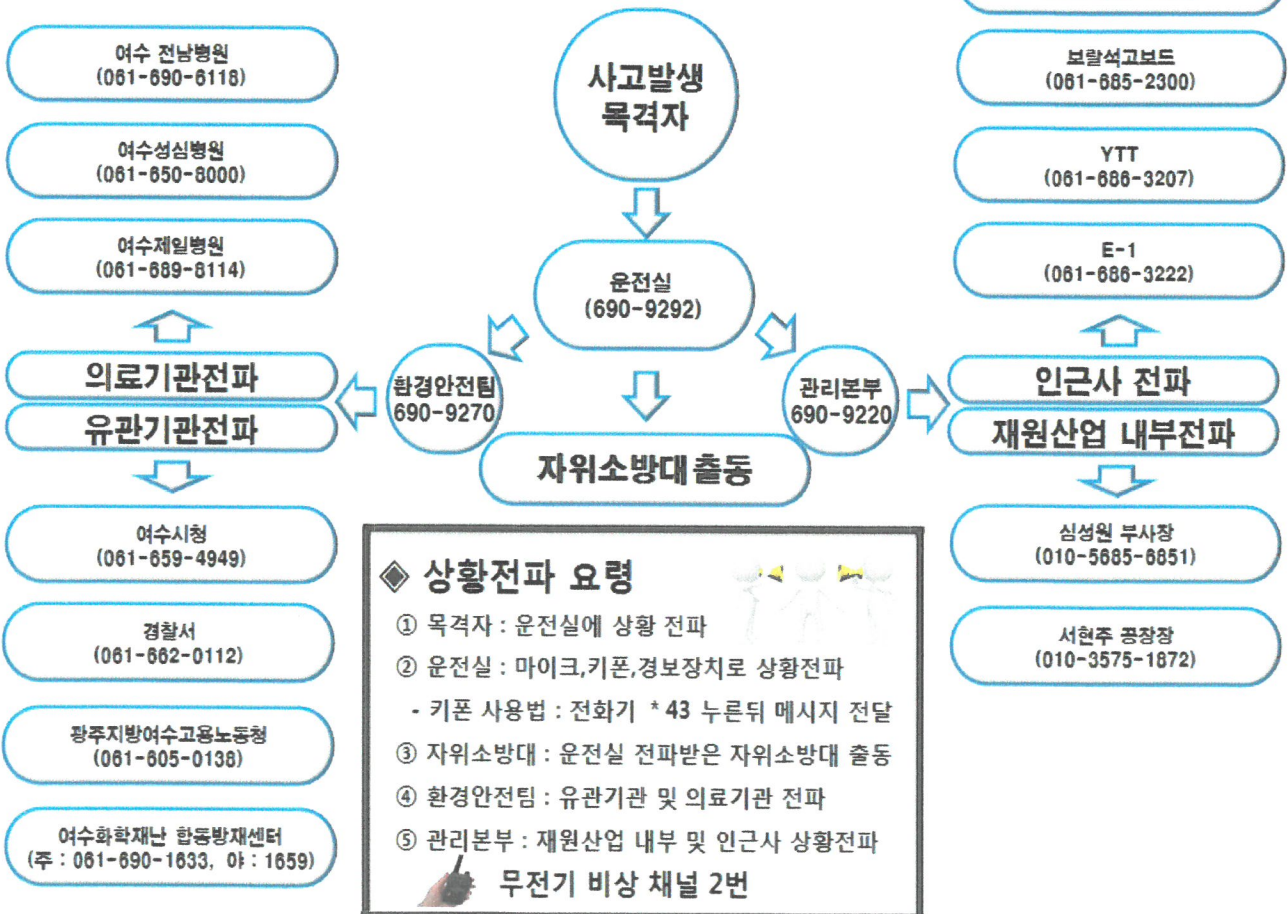 여수 전남병원
(061-690-6118)
여수성심병원
(061-650-8000)
여수제일병원
(061-689-8114)
의료기관전파
유관기관전파
여수시청
(061-659-4949)
경찰서
(061-662-0112)
광주지방여수고용노동청
(061-605-0138)
여수화학재난 합동방재센터
(주 : 061-690-1633, 야 : 1659)
사고발생
목격자
운전실
(690-9292)
환경안전팀
690-9270
관리본부
690-9220
자위소방대 출동
보랄석고보드
(061-685-2300)
YTT
(061-686-3207)
E-1
(061-686-3222)
인근사 전파
재원산업 내부전파
심성원 부사장
(010-5685-6851)
서현주 공장장
(010-3575-1872)
◈ 상황전파 요령
① 목격자 : 운전실에 상황 전파
② 운전실 : 마이크,키폰,경보장치로 상황전파
- 키폰 사용법 : 전화기 * 43 누른뒤 메시지 전달
③ 자위소방대 : 운전실 전파받은 자위소방대 출동
④ 환경안전팀 : 유관기관 및 의료기관 전파
⑤ 관리본부 : 재원산업 내부 및 인근사 상황전파
무전기 비상 채널 2번